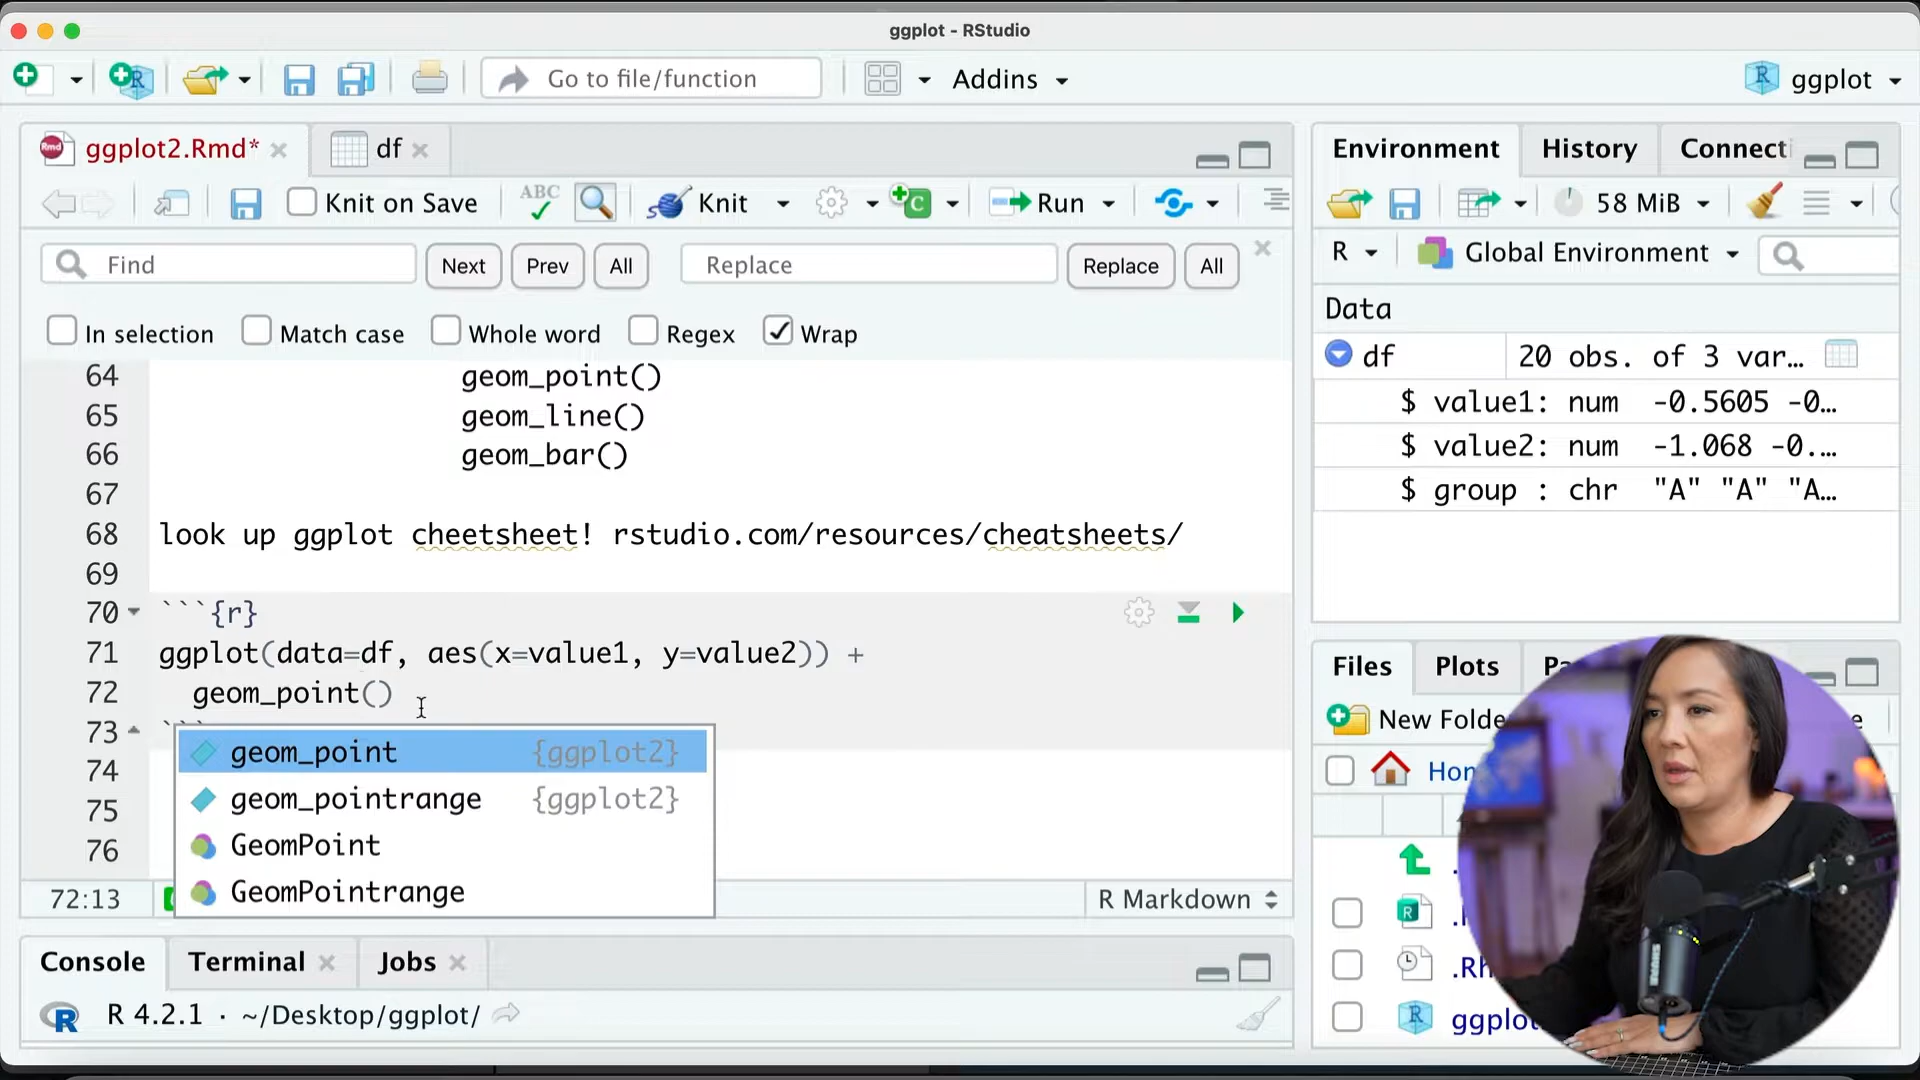 ggplot - RStudio
Go to file/function
Addins
ggplot
ggplot2.Rmd*
df
Knit on Save
ABC
Knit
Run
Find
Next
Prev
All
Replace
Replace
All
In selection
Match case
Whole word
Regex
Wrap
64 geom_point()
65 geom_line()
66 geom_bar()
67
68 look up ggplot cheetsheet! rstudio.com/resources/cheatsheets/
69
70 ```{r}
71 ggplot(data=df, aes(x=value1, y=value2)) +
72 geom_point()
73 ```
74
75
76
geom_point {ggplot2}
geom_pointrange {ggplot2}
GeomPoint
GeomPointrange
72:13
R Markdown
Console
Terminal
Jobs
R 4.2.1 · ~/Desktop/ggplot/
Environment
History
Connecti
58 MiB
R
Global Environment
Data
df 20 obs. of 3 var…
$ value1: num -0.5605 -0…
$ value2: num -1.068 -0.…
$ group : chr "A" "A" "A…
Files
Plots
New Folde